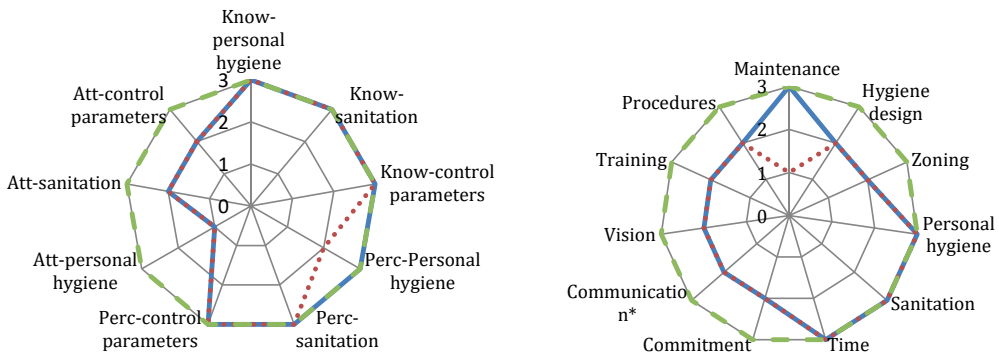 Know-
personal
hygiene
Know-
sanitation
Know-control
parameters
Perc-Personal
hygiene
Perc-
sanitation
Perc-control
parameters
Att-personal
hygiene
Att-sanitation
Att-control
parameters
3
2
1
0
Maintenance
Hygiene
design
Zoning
Personal
hygiene
Sanitation
Time
Commitment
Communicatio
n*
Vision
Training
Procedures
3
2
1
0